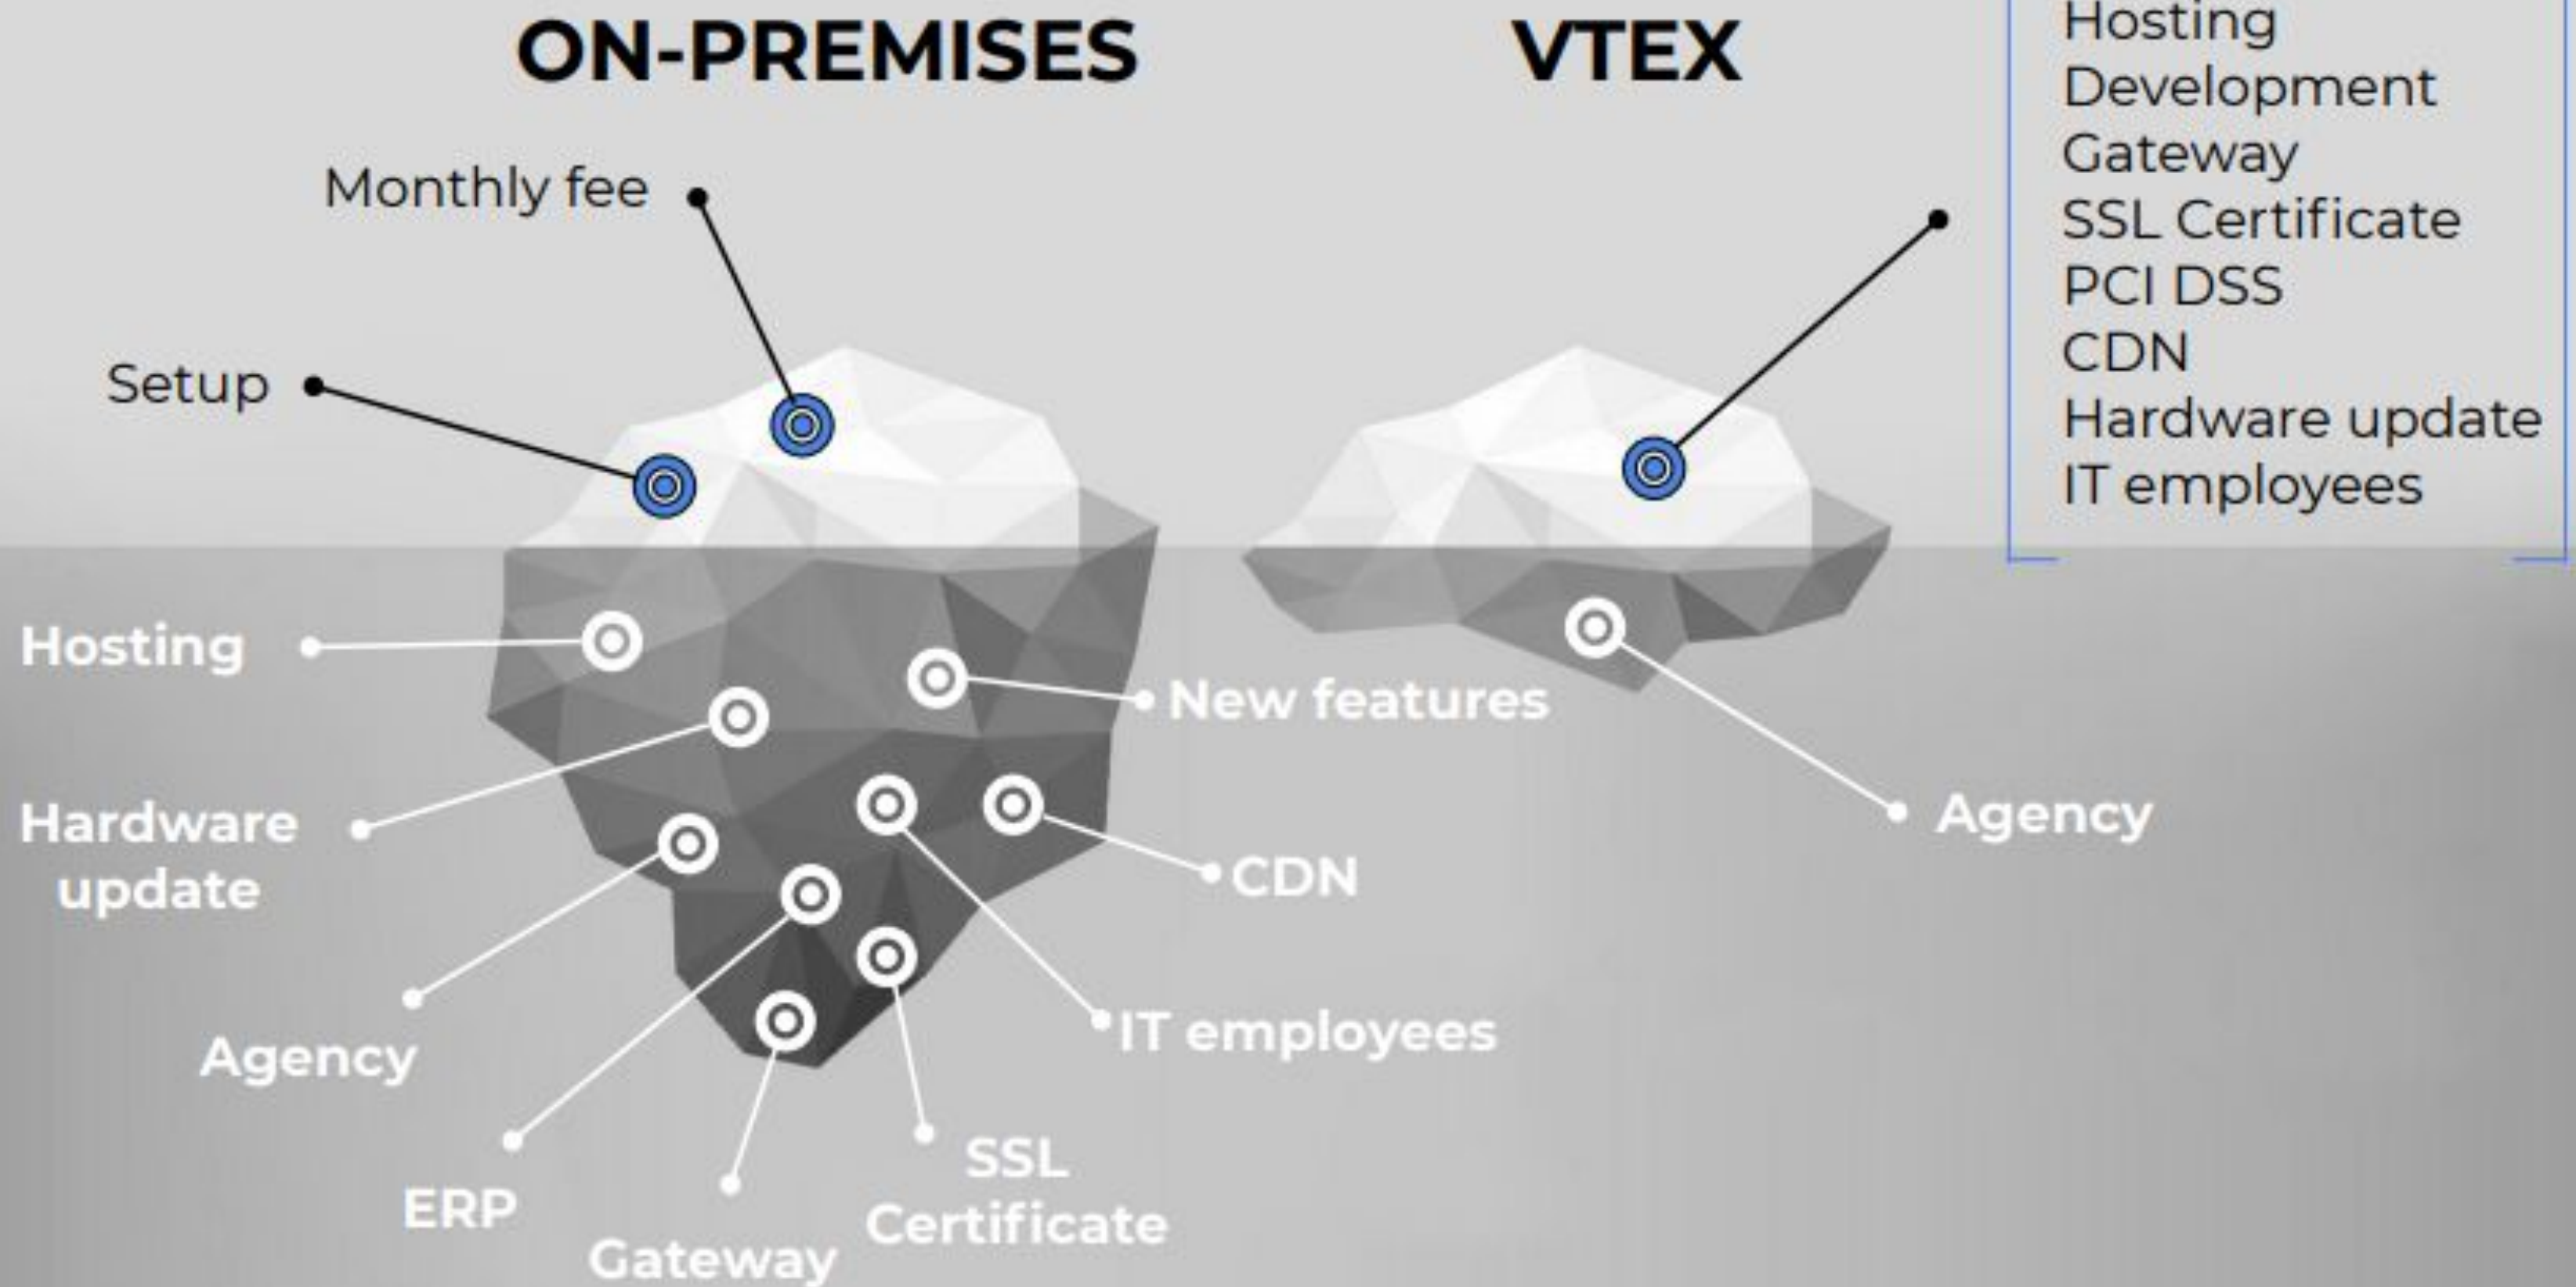 ON-PREMISES
VTEX
Monthly fee
Setup
Hosting
Development
Gateway
SSL Certificate
PCI DSS
CDN
Hardware update
IT employees
Hosting
New features
Hardware
update
Agency
CDN
Agency
IT employees
ERP
SSL
Certificate
Gateway